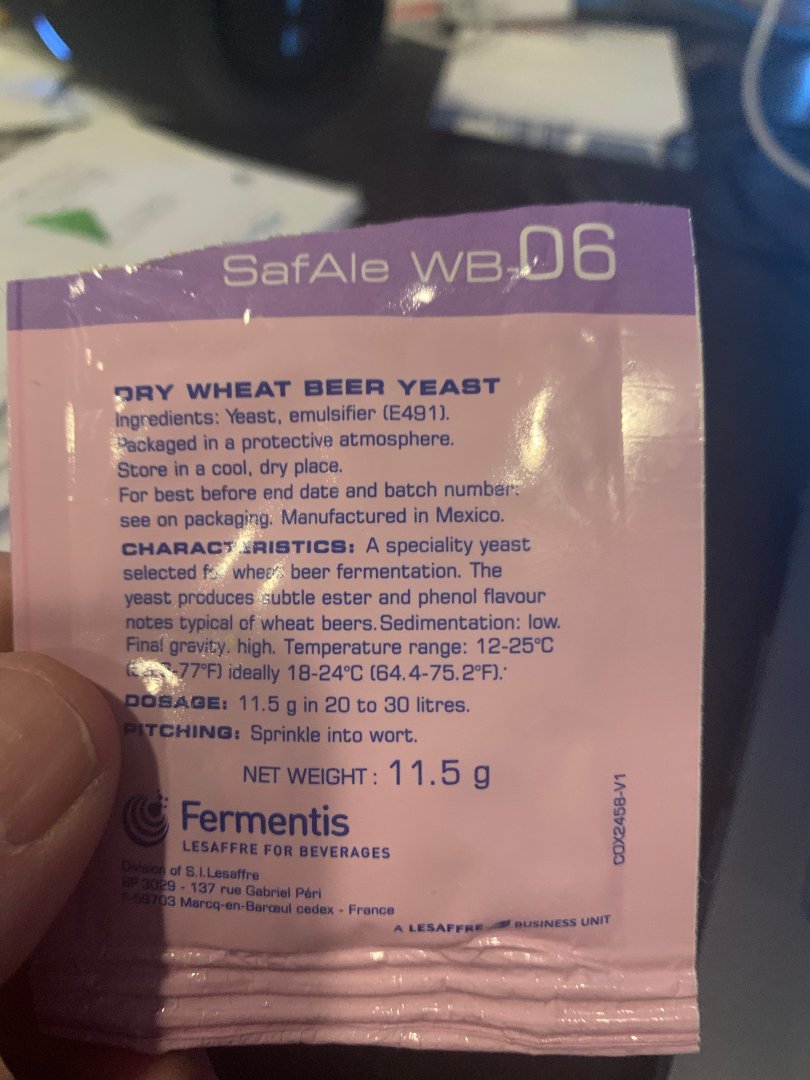 SafAle WB-06
DRY WHEAT BEER YEAST
Ingredients: Yeast, emulsifier (E491).
Packaged in a protective atmosphere.
Store in a cool, dry place.
For best before end date and batch number:
see on packaging. Manufactured in Mexico.
CHARACTERISTICS: A speciality yeast
selected for wheat beer fermentation. The
yeast produces subtle ester and phenol flavour
notes typical of wheat beers. Sedimentation: low.
Final gravity. high. Temperature range: 12-25°C
-77°F) ideally 18-24°C (64.4-75.2°F).*
DOSAGE: 11.5 g in 20 to 30 litres.
PITCHING: Sprinkle into wort.
NET WEIGHT : 11.5 g
Fermentis
LESAFFRE FOR BEVERAGES
Division of S.I.Lesaffre
BP 3029 - 137 rue Gabriel Péri
F-59703 Marcq-en-Barœul cedex - France
A LESAFFRE BUSINESS UNIT
DOX2458-V1